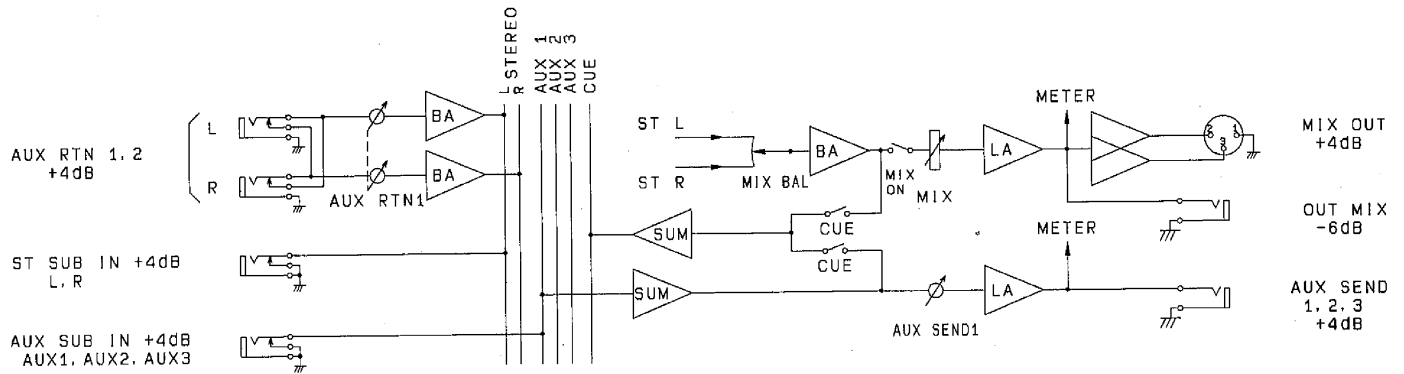 L STEREO
R
AUX 1
AUX 2
AUX 3
CUE
AUX RTN 1, 2
+4dB
L
R
BA
BA
AUX RTN1
ST SUB IN +4dB
L, R
AUX SUB IN +4dB
AUX1, AUX2, AUX3
ST L
ST R
MIX BAL
BA
MIX ON
MIX
LA
METER
2
1
3
MIX OUT
+4dB
OUT MIX
-6dB
SUM
CUE
CUE
SUM
AUX SEND1
LA
METER
AUX SEND
1, 2, 3
+4dB